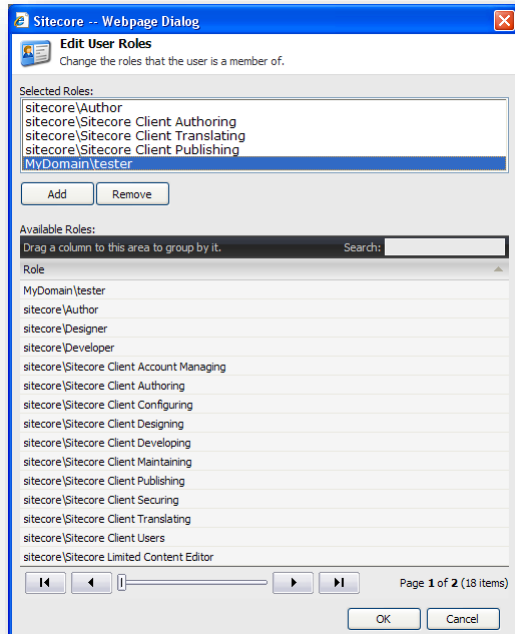 Sitecore -- Webpage Dialog
Edit User Roles
Change the roles that the user is a member of.
Selected Roles:
sitecore\Author
sitecore\Sitecore Client Authoring
sitecore\Sitecore Client Translating
sitecore\Sitecore Client Publishing
MyDomain\tester
Add Remove
Available Roles:
Drag a column to this area to group by it. Search:
Role
MyDomain\tester
sitecore\Author
sitecore\Designer
sitecore\Developer
sitecore\Sitecore Client Account Managing
sitecore\Sitecore Client Authoring
sitecore\Sitecore Client Configuring
sitecore\Sitecore Client Designing
sitecore\Sitecore Client Developing
sitecore\Sitecore Client Maintaining
sitecore\Sitecore Client Publishing
sitecore\Sitecore Client Securing
sitecore\Sitecore Client Translating
sitecore\Sitecore Client Users
sitecore\Sitecore Limited Content Editor
Page 1 of 2 (18 items)
OK Cancel